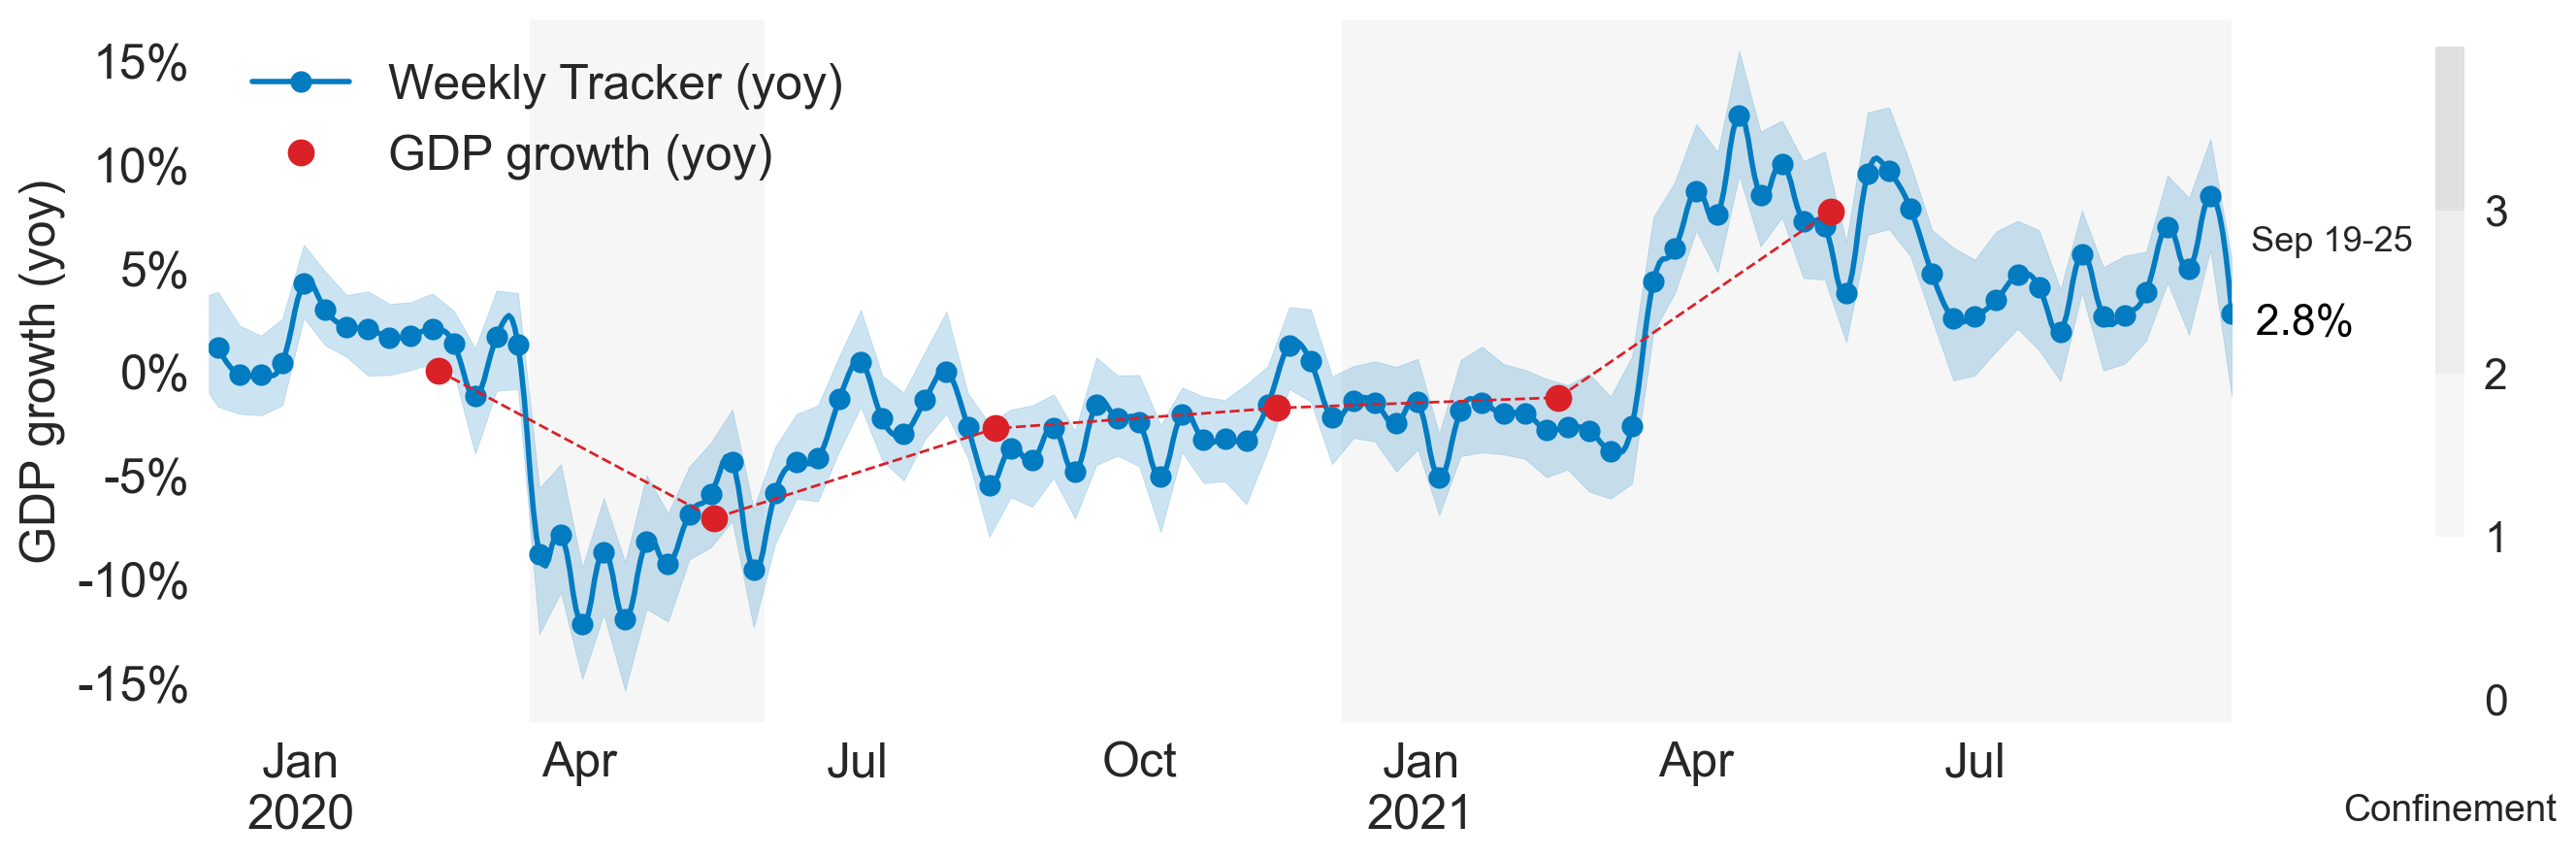 Weekly Tracker (yoy)
GDP growth (yoy)
GDP growth (yoy)
15%
10%
5%
0%
-5%
-10%
-15%
Jan
2020
Apr
Jul
Oct
Jan
2021
Apr
Jul
Sep 19-25
2.8%
3
2
1
0
Confinement